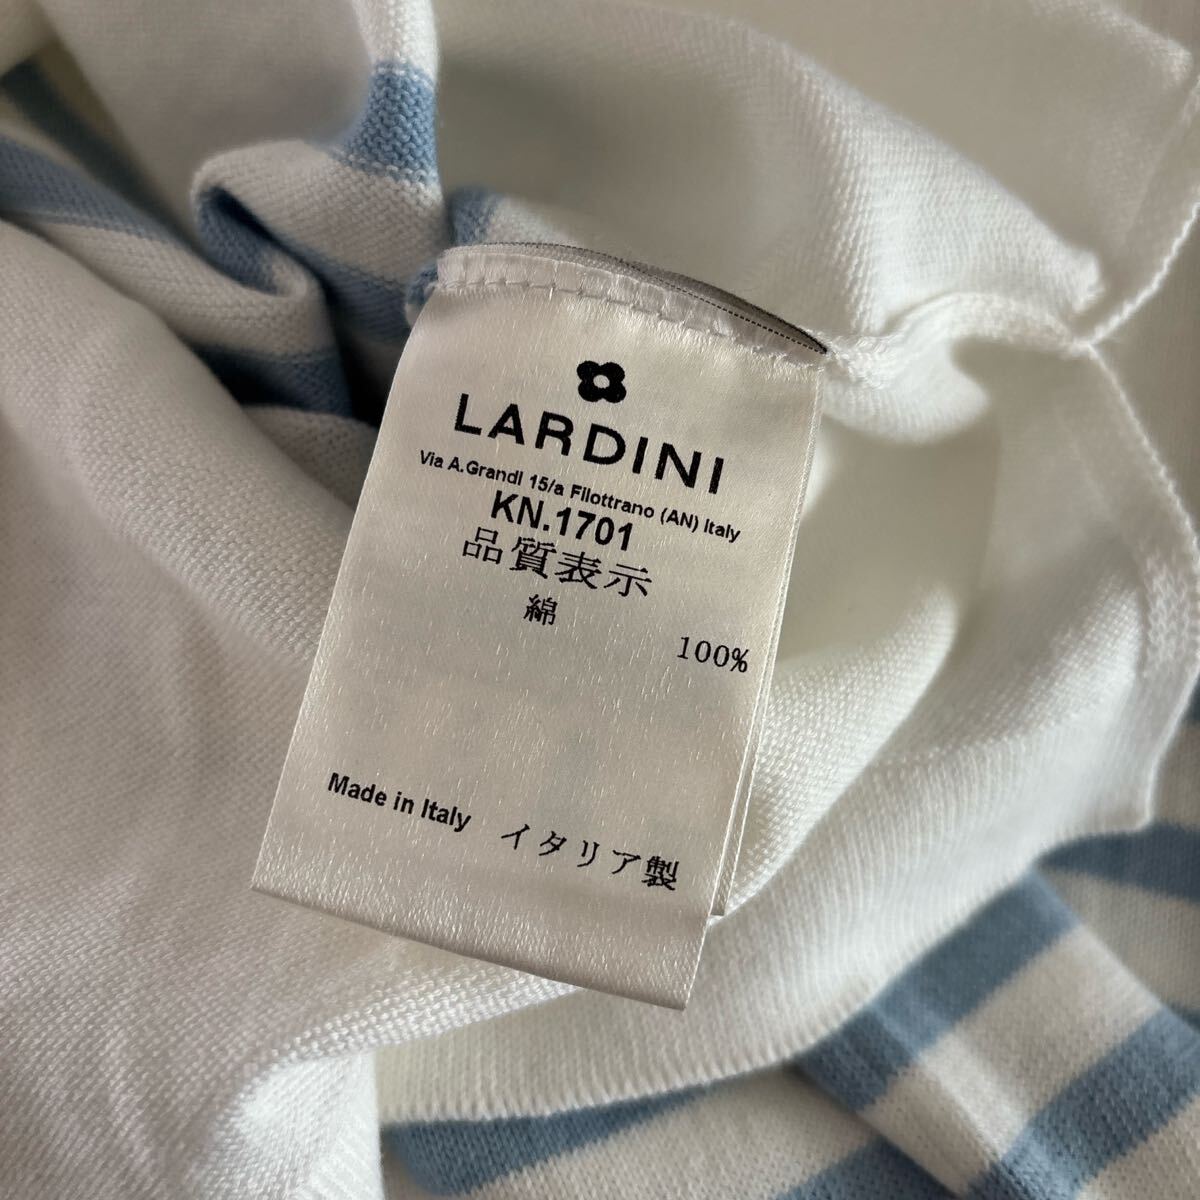 LARDINI
Via A.Grandi 15/a Filottrano (AN) Italy
KN.1701
品質表示
綿
100%
Made in Italy イタリア製